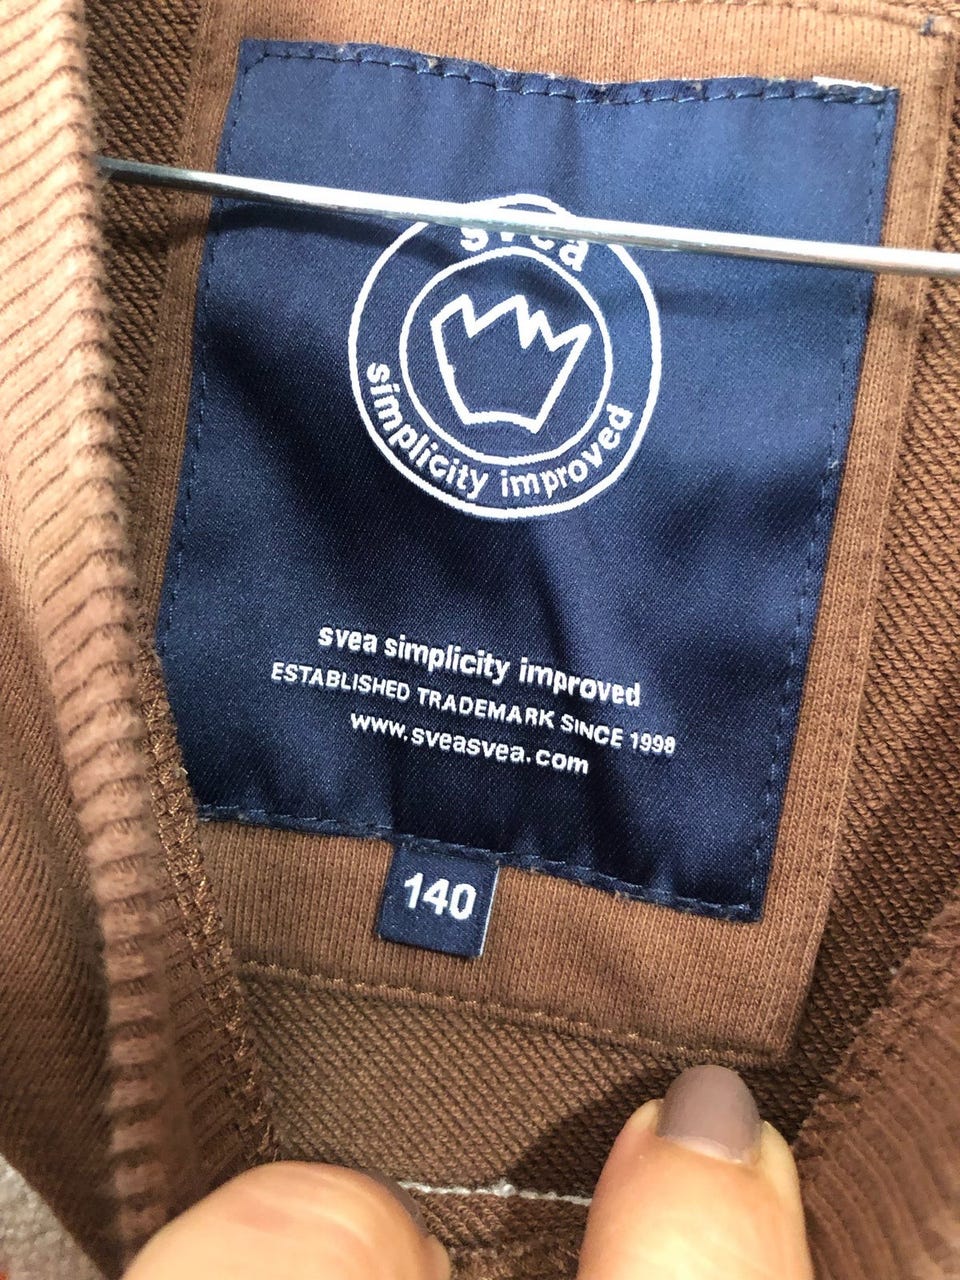 svea
simplicity improved
svea simplicity improved
ESTABLISHED TRADEMARK SINCE 1998
www.sveasvea.com
140